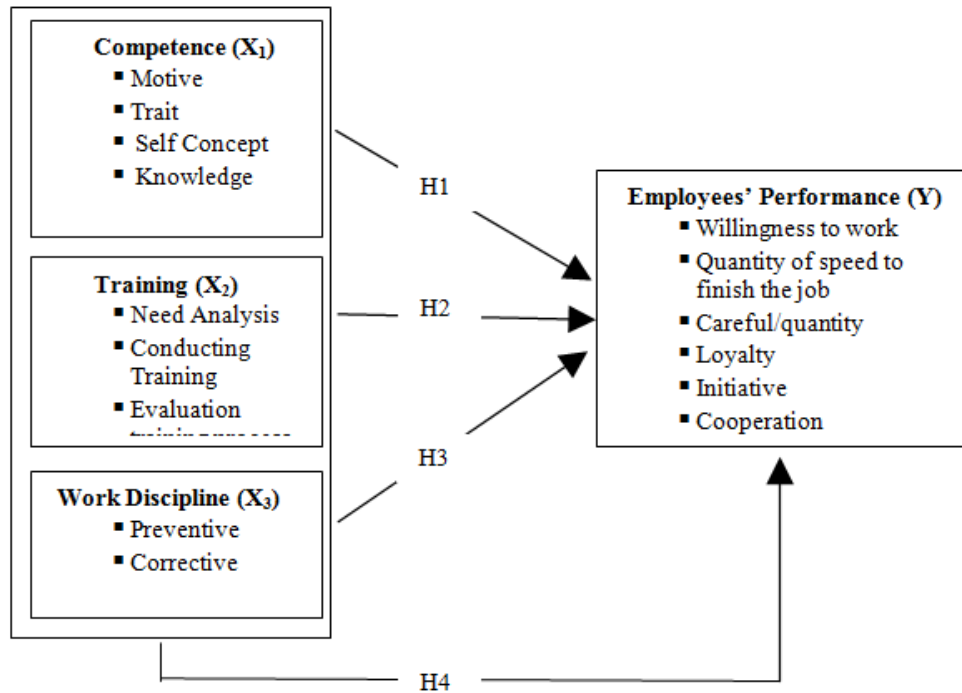 Competence (X₁)
▪ Motive
▪ Trait
▪ Self Concept
▪ Knowledge
Training (X₂)
▪ Need Analysis
▪ Conducting
Training
▪ Evaluation
training process
Work Discipline (X₃)
▪ Preventive
▪ Corrective
H1
H2
H3
H4
Employees’ Performance (Y)
▪ Willingness to work
▪ Quantity of speed to
finish the job
▪ Careful/quantity
▪ Loyalty
▪ Initiative
▪ Cooperation